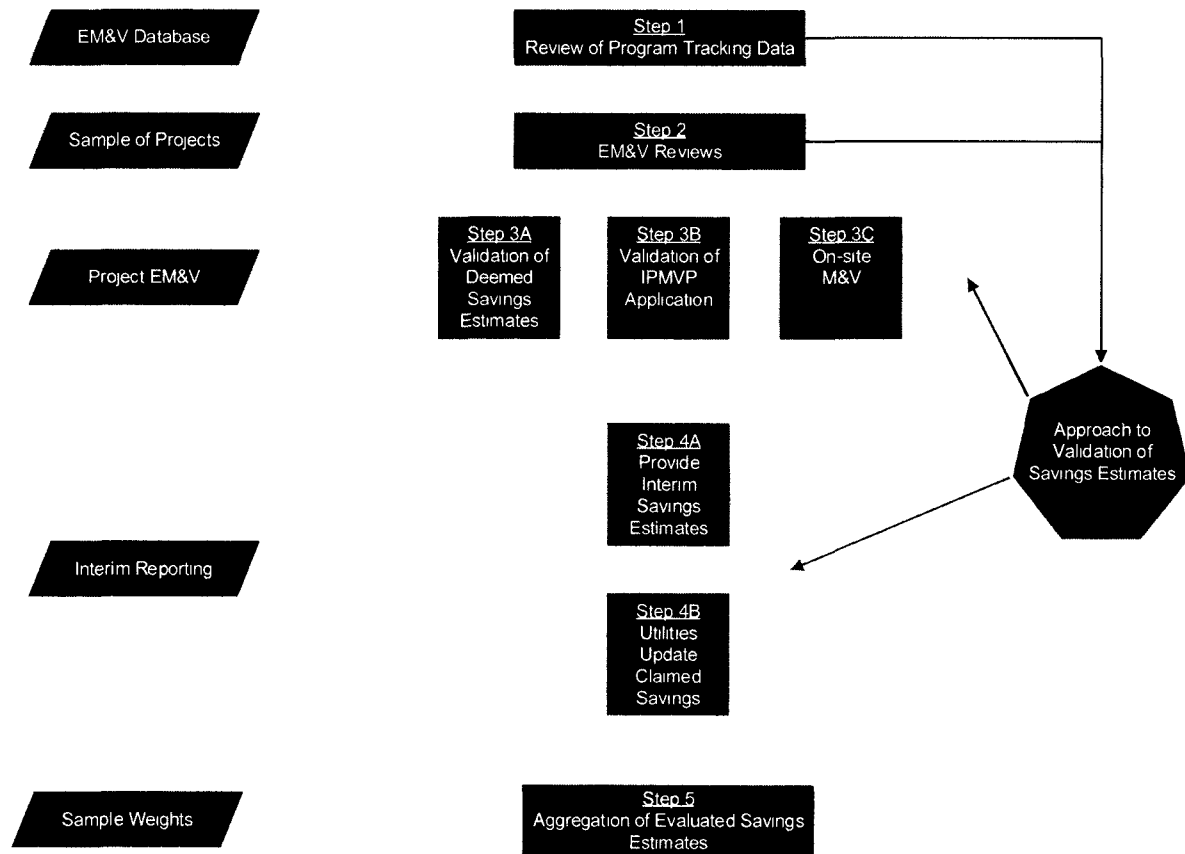 EM&V Database
Step 1
Review of Program Tracking Data
Sample of Projects
Step 2
EM&V Reviews
Project EM&V
Step 3A
Validation of
Deemed
Savings
Estimates
Step 3B
Validation of
IPMVP
Application
Step 3C
On-site
M&V
Approach to
Validation of
Savings Estimates
Step 4A
Provide
Interim
Savings
Estimates
Interim Reporting
Step 4B
Utilities
Update
Claimed
Savings
Sample Weights
Step 5
Aggregation of Evaluated Savings
Estimates